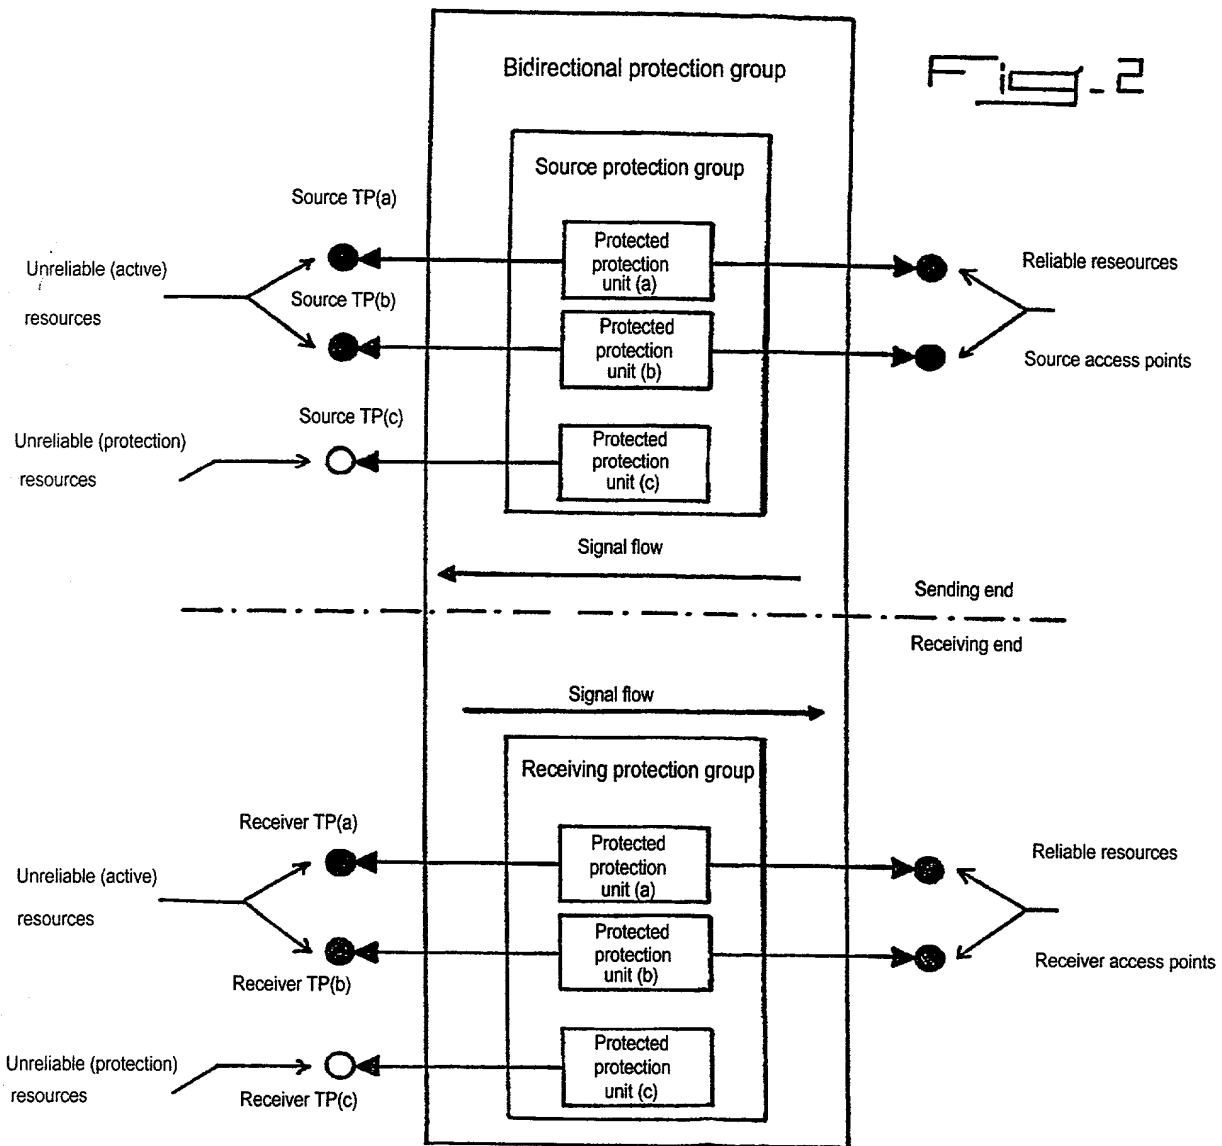 Bidirectional protection group
Fig-2
Source protection group
Source TP(a)
Protected
protection
unit (a)
Unreliable (active)
resources
Reliable reseources
Source TP(b)
Protected
protection
unit (b)
Source access points
Source TP(c)
Unreliable (protection)
resources
Protected
protection
unit (c)
Signal flow
Sending end
Receiving end
Signal flow
Receiving protection group
Receiver TP(a)
Protected
protection
unit (a)
Reliable resources
Unreliable (active)
resources
Protected
protection
unit (b)
Receiver TP(b)
Receiver access points
Unreliable (protection)
resources
Protected
protection
unit (c)
Receiver TP(c)